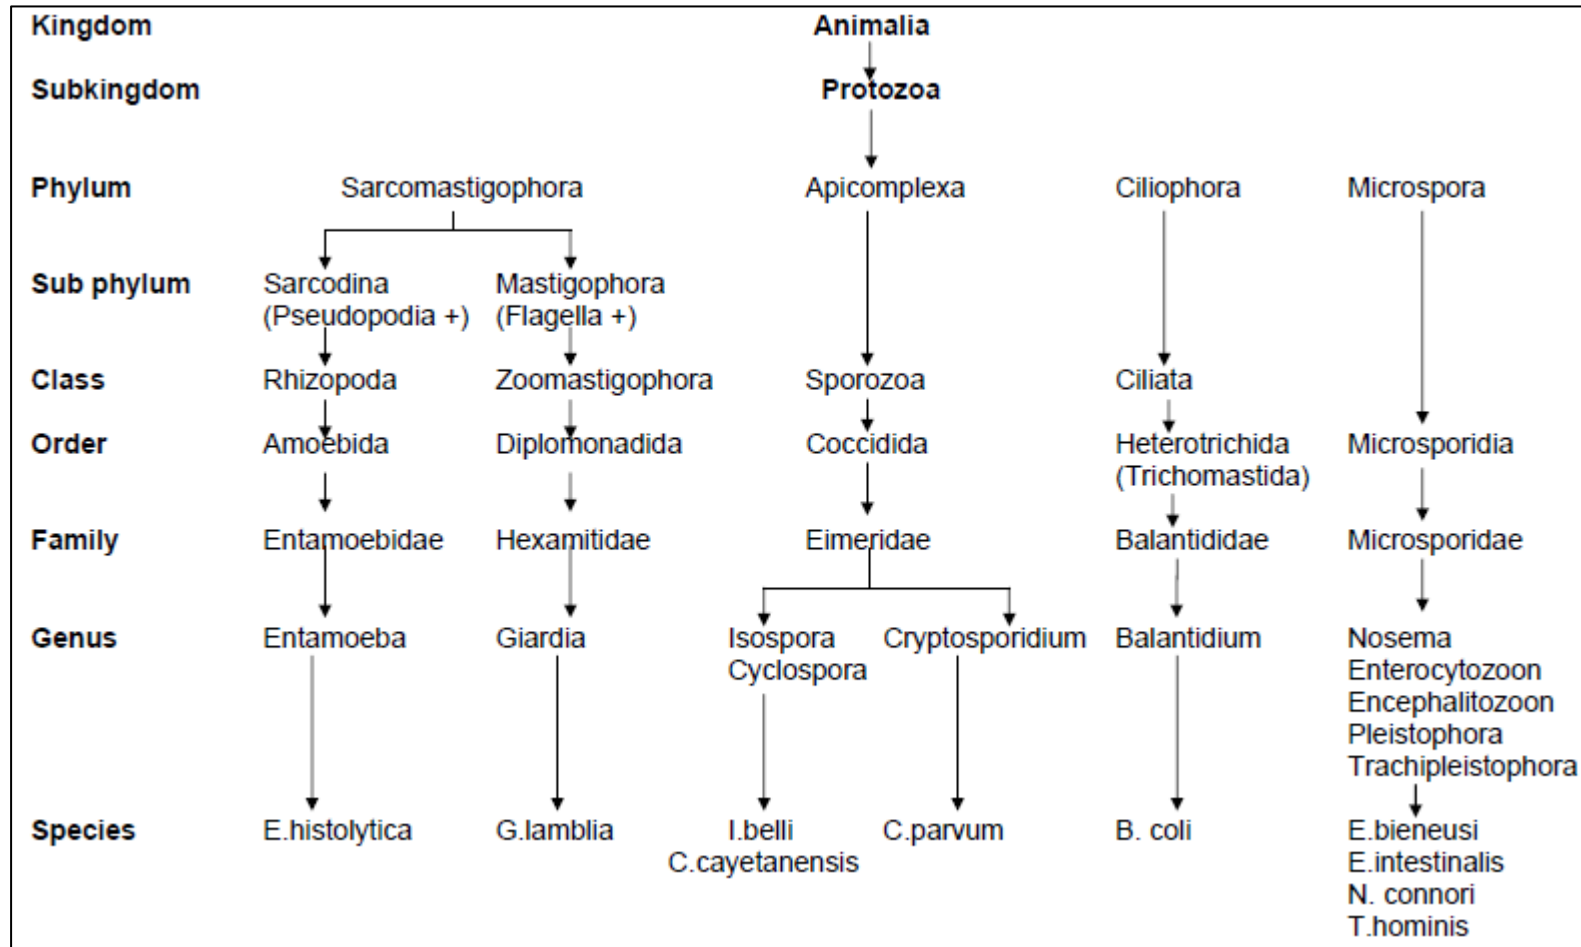 Kingdom Animalia
Subkingdom Protozoa
Phylum Sarcomastigophora Apicomplexa Ciliophora Microspora
Sub phylum Sarcodina Mastigophora
(Pseudopodia +) (Flagella +)
Class Rhizopoda Zoomastigophora Sporozoa Ciliata
Order Amoebida Diplomonadida Coccidida Heterotrichida Microsporidia
(Trichomastida)
Family Entamoebidae Hexamitidae Eimeridae Balantididae Microsporidae
Genus Entamoeba Giardia Isospora Cryptosporidium Balantidium Nosema
Cyclospora Enterocytozoon
Encephalitozoon
Pleistophora
Trachipleistophora
Species E.histolytica G.lamblia I.belli C.parvum B. coli E.bieneusi
C.cayetanensis E.intestinalis
N. connori
T.hominis